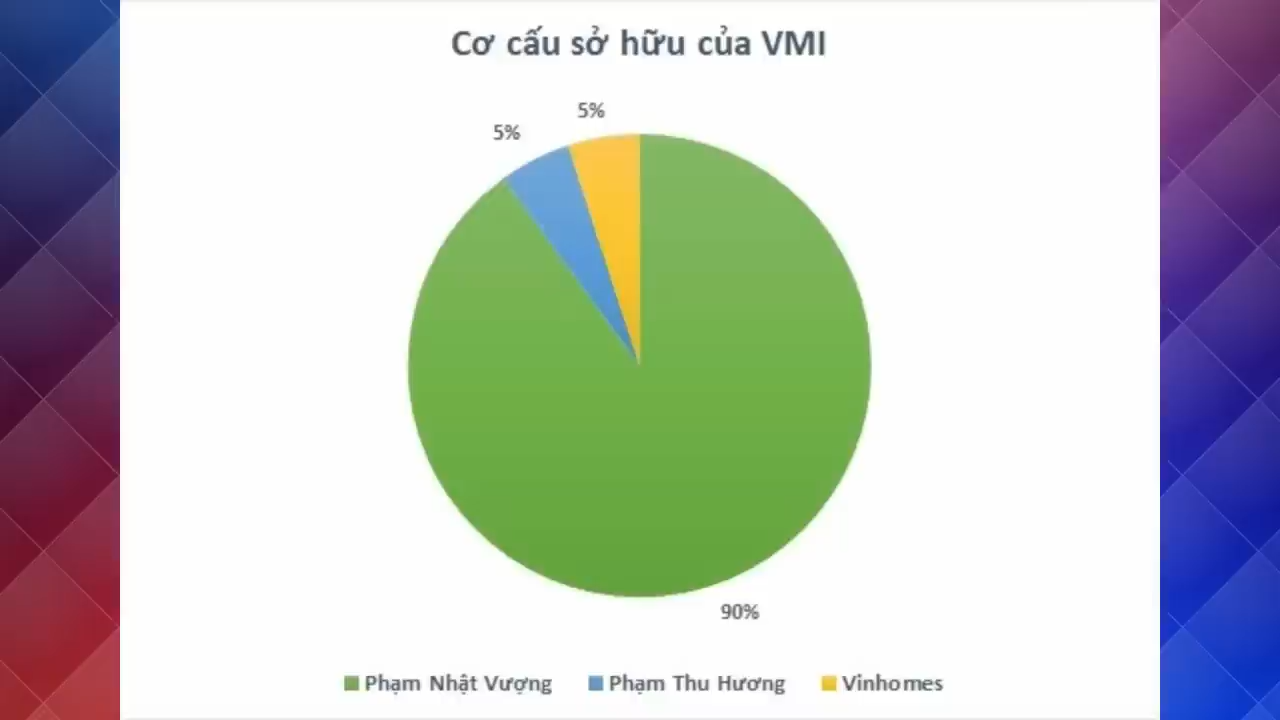 Cơ cấu sở hữu của VMI
5%
5%
90%
Phạm Nhật Vượng Phạm Thu Hương Vinhomes